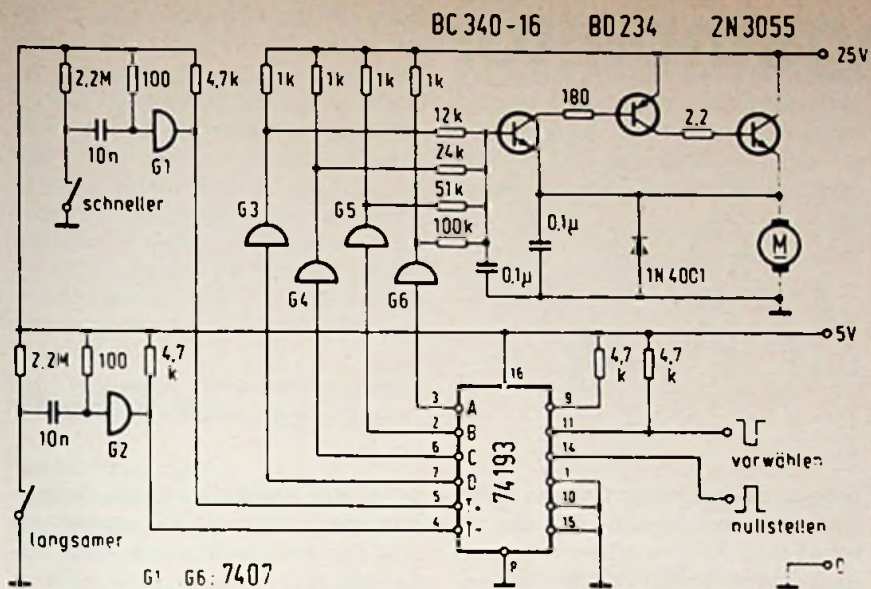 BC 340-16 BD 234 2N 3055
25V
2,2M 100 4,7k 1k 1k 1k 1k
12k 180 2,2
24k
10n G1
51k
schneller
G3 G5
100k
0,1µ
M
G4 G6 0,1µ 1N 4001
5V
2,2M 100 4,7 k
4,7 k 4,7 k
16
3 A 9
10n G2
2 B 11
vorwählen
6 C 14
74193
7 D 1
5 T+ 10
nullstellen
4 T- 15
langsamer
8
G1 G6: 7407